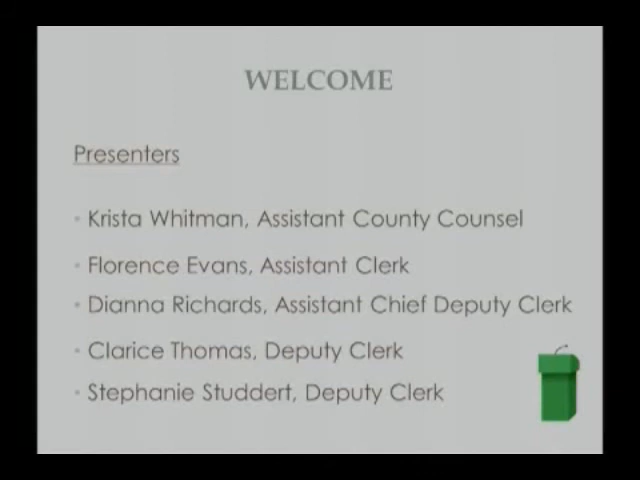 WELCOME
Presenters
• Krista Whitman, Assistant County Counsel
• Florence Evans, Assistant Clerk
• Dianna Richards, Assistant Chief Deputy Clerk
• Clarice Thomas, Deputy Clerk
• Stephanie Studdert, Deputy Clerk